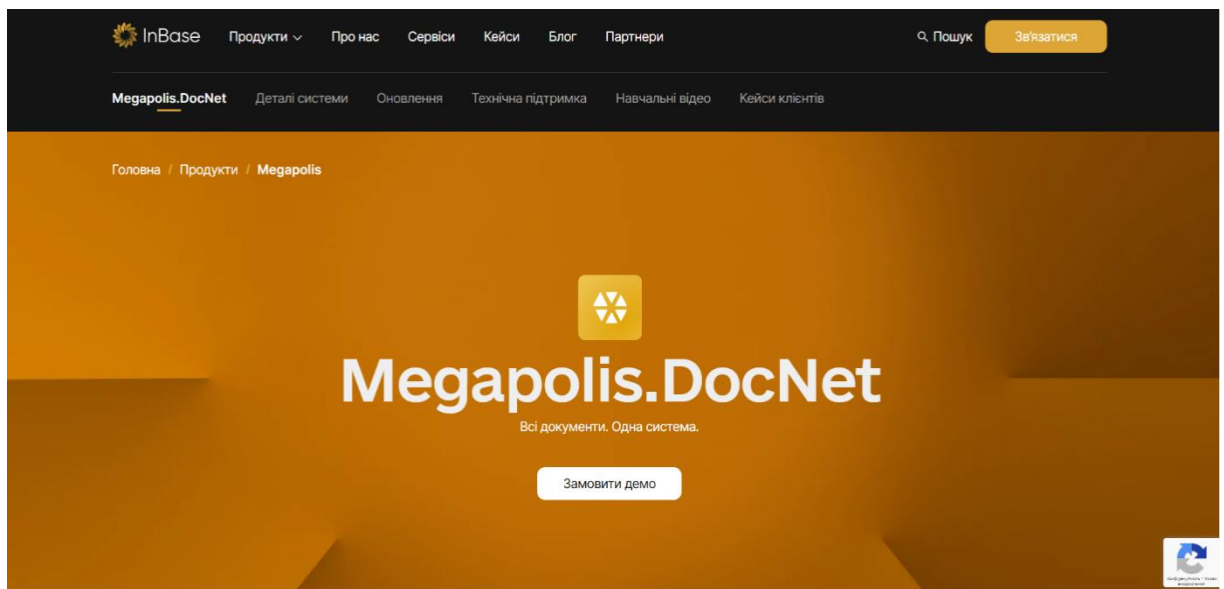 InBase Продукти Про нас Сервіси Кейси Блог Партнери Пошук Зв'язатися
Megapolis.DocNet Деталі системи Оновлення Технічна підтримка Навчальні відео Кейси клієнтів
Головна / Продукти / Megapolis
Megapolis.DocNet
Всі документи. Одна система.
Замовити демо